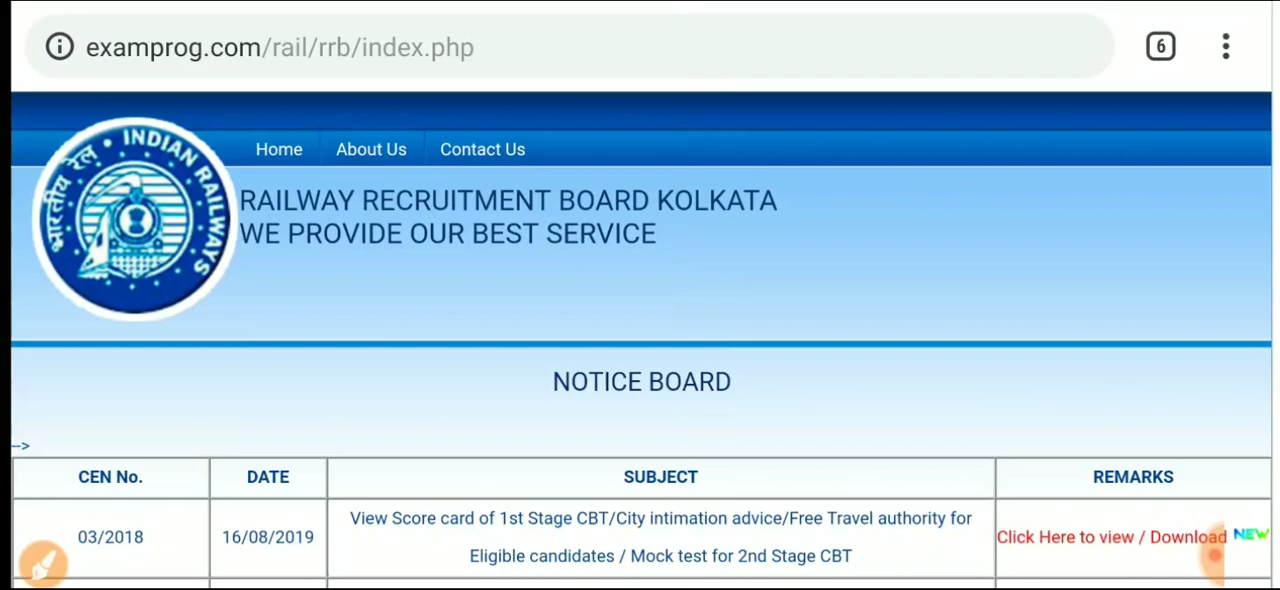 examprog.com/rail/rrb/index.php
6
Home About Us Contact Us
भारतीय रेल • INDIAN RAILWAYS
RAILWAY RECRUITMENT BOARD KOLKATA
WE PROVIDE OUR BEST SERVICE
NOTICE BOARD
-->
CEN No. DATE SUBJECT REMARKS
03/2018 16/08/2019 View Score card of 1st Stage CBT/City intimation advice/Free Travel authority for
Eligible candidates / Mock test for 2nd Stage CBT
Click Here to view / Download NEW